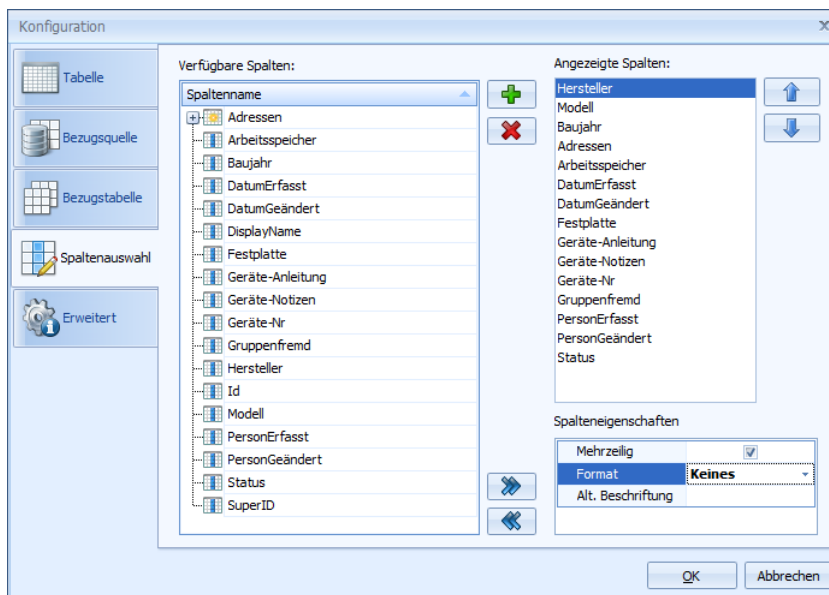 Konfiguration
Tabelle
Bezugsquelle
Bezugstabelle
Spaltenauswahl
Erweitert
Verfügbare Spalten:
Spaltenname
Adressen
Arbeitsspeicher
Baujahr
DatumErfasst
DatumGeändert
DisplayName
Festplatte
Geräte-Anleitung
Geräte-Notizen
Geräte-Nr
Gruppenfremd
Hersteller
Id
Modell
PersonErfasst
PersonGeändert
Status
SuperID
Angezeigte Spalten:
Hersteller
Modell
Baujahr
Adressen
Arbeitsspeicher
DatumErfasst
DatumGeändert
Festplatte
Geräte-Anleitung
Geräte-Notizen
Geräte-Nr
Gruppenfremd
PersonErfasst
PersonGeändert
Status
Spalteneigenschaften
Mehrzeilig
Format Keines
Alt. Beschriftung
OK Abbrechen